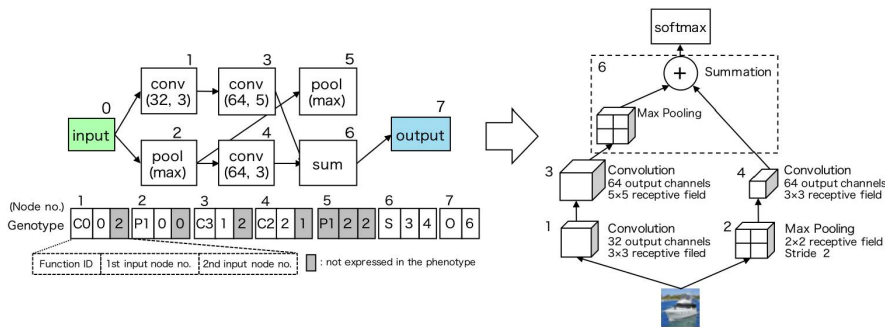 0
input
1
conv
(32, 3)
2
pool
(max)
3
conv
(64, 5)
4
conv
(64, 3)
5
pool
(max)
6
sum
7
output
(Node no.) 1 2 3 4 5 6 7
Genotype C0 0 2 P1 0 0 C3 1 2 C2 2 1 P1 2 2 S 3 4 O 6
Function ID 1st input node no. 2nd input node no.
: not expressed in the phenotype
softmax
6
+
Summation
Max Pooling
3
Convolution
64 output channels
5×5 receptive field
4
Convolution
64 output channels
3×3 receptive field
1
Convolution
32 output channels
3×3 receptive filed
2
Max Pooling
2×2 receptive field
Stride 2